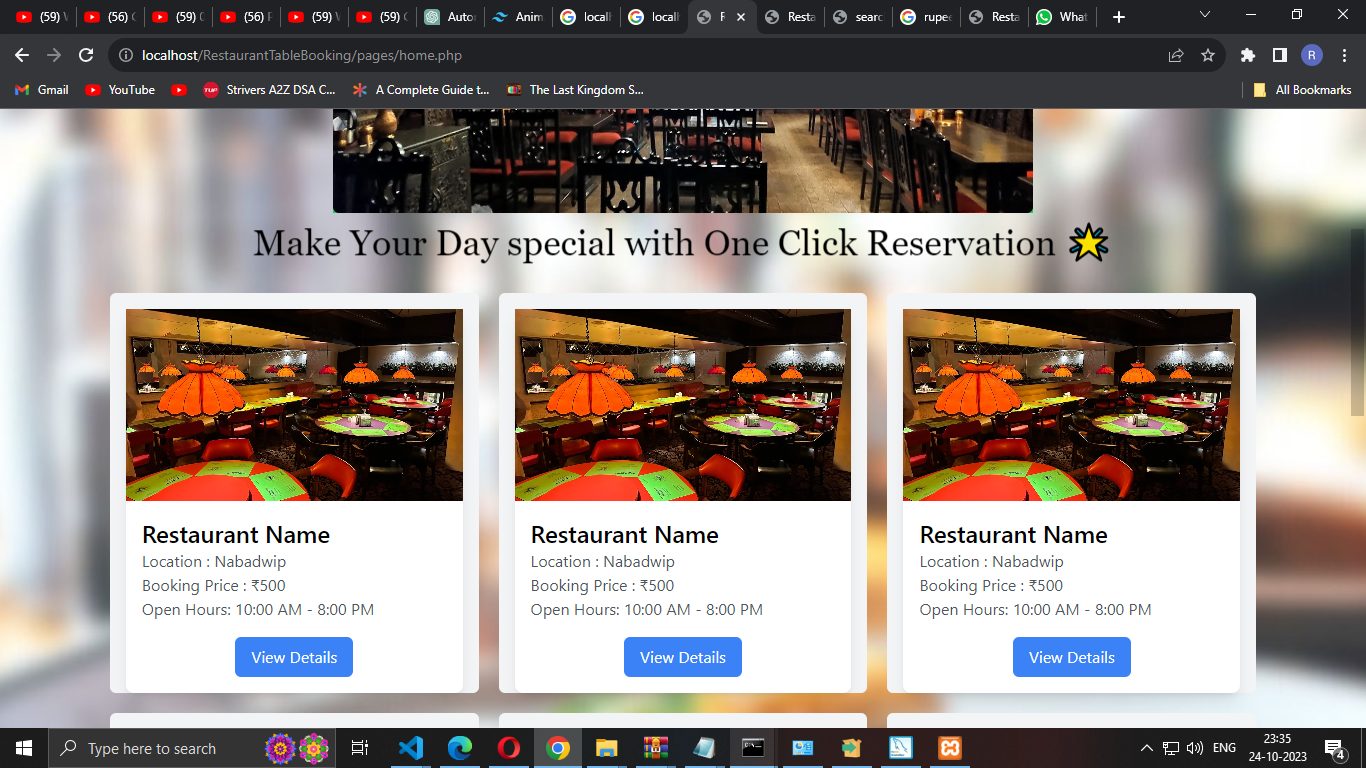 (59) W
(56) C
(59) C
(56) F
(59) W
(59) C
Autor
Anim
locall
locall
Resta
searc
rupee
Resta
What
localhost/RestaurantTableBooking/pages/home.php
R
Gmail
YouTube
TUF
Strivers A2Z DSA C...
A Complete Guide t...
The Last Kingdom S...
All Bookmarks
Make Your Day special with One Click Reservation
Restaurant Name
Location : Nabadwip
Booking Price : ₹500
Open Hours: 10:00 AM - 8:00 PM
View Details
Restaurant Name
Location : Nabadwip
Booking Price : ₹500
Open Hours: 10:00 AM - 8:00 PM
View Details
Restaurant Name
Location : Nabadwip
Booking Price : ₹500
Open Hours: 10:00 AM - 8:00 PM
View Details
Type here to search
ENG
23:35
24-10-2023
4